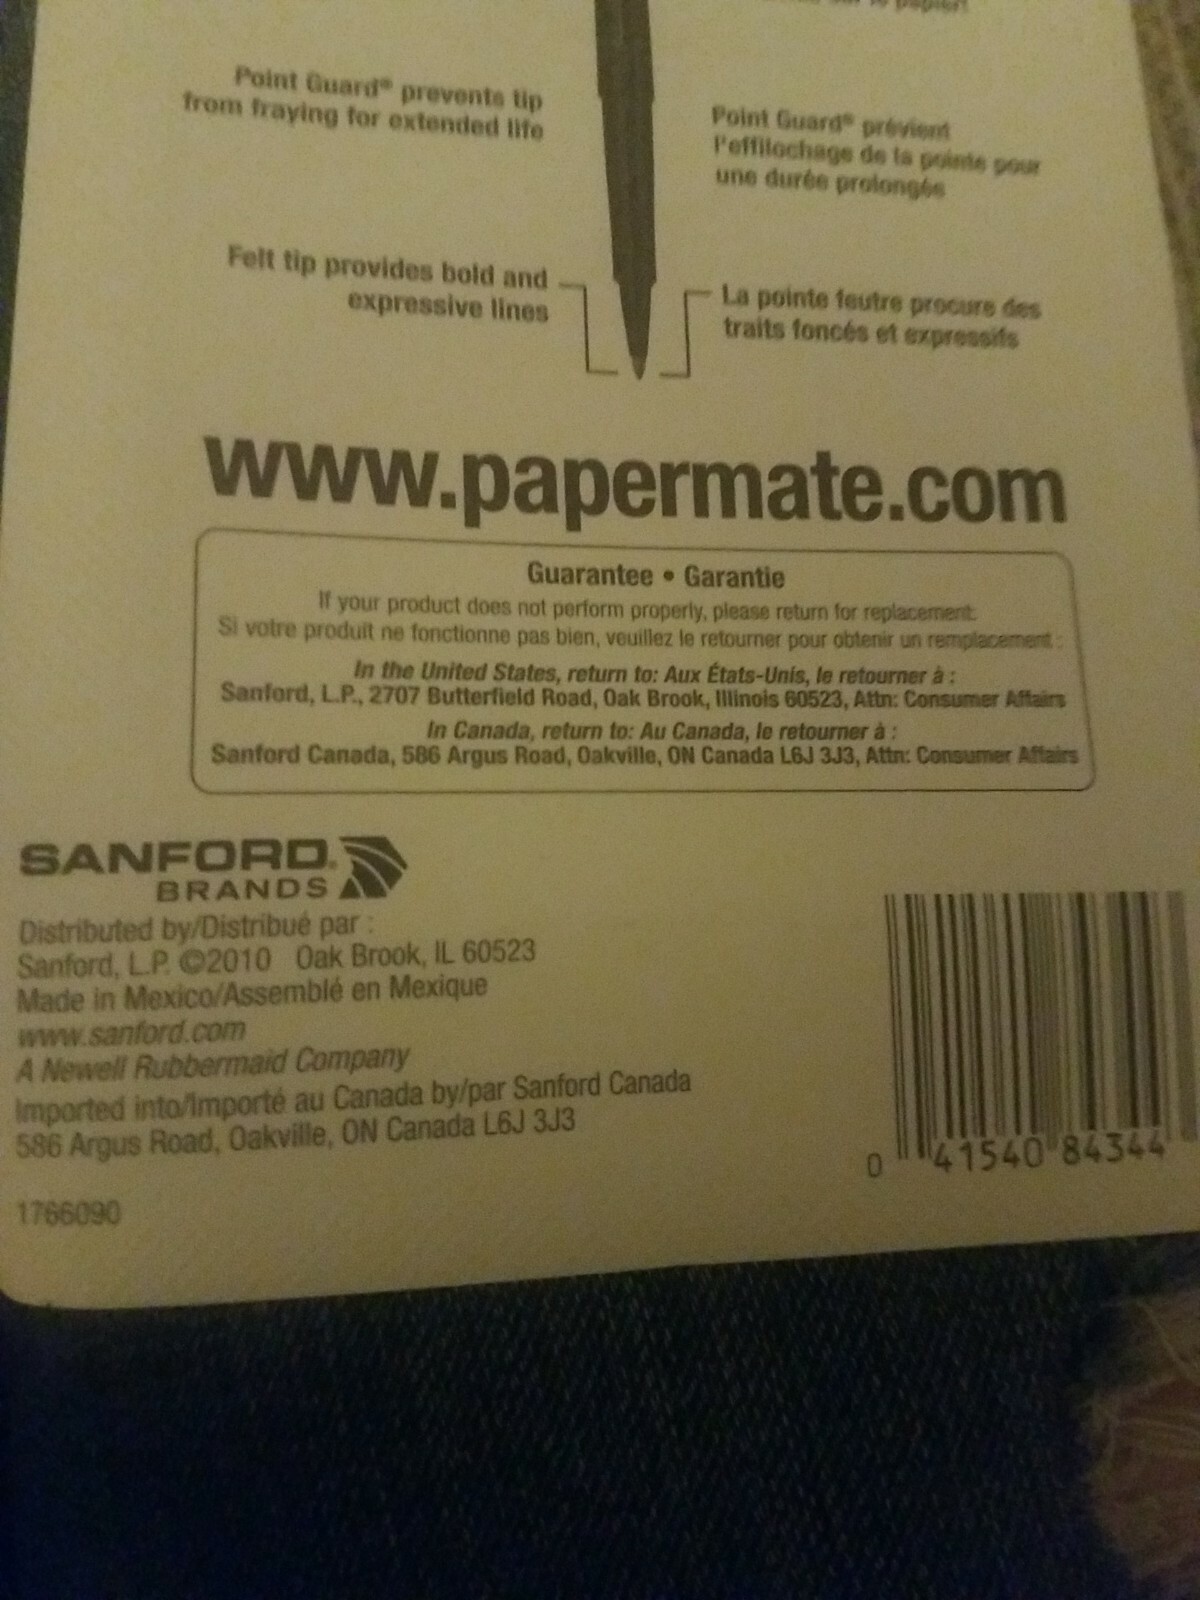 papier!
Point Guard® prevents tip
from fraying for extended life
Point Guard® prévient
l'effilochage de la pointe pour
une durée prolongée
Felt tip provides bold and
expressive lines
La pointe feutre procure des
traits foncés et expressifs
www.papermate.com
Guarantee • Garantie
If your product does not perform properly, please return for replacement:
Si votre produit ne fonctionne pas bien, veuillez le retourner pour obtenir un remplacement :
In the United States, return to: Aux États-Unis, le retourner à :
Sanford, L.P., 2707 Butterfield Road, Oak Brook, Illinois 60523, Attn: Consumer Affairs
In Canada, return to: Au Canada, le retourner à :
Sanford Canada, 586 Argus Road, Oakville, ON Canada L6J 3J3, Attn: Consumer Affairs
SANFORD®
BRANDS
Distributed by/Distribué par :
Sanford, L.P. ©2010 Oak Brook, IL 60523
Made in Mexico/Assemblé en Mexique
www.sanford.com
A Newell Rubbermaid Company
Imported into/Importé au Canada by/par Sanford Canada
586 Argus Road, Oakville, ON Canada L6J 3J3
0 41540 84344
1766090